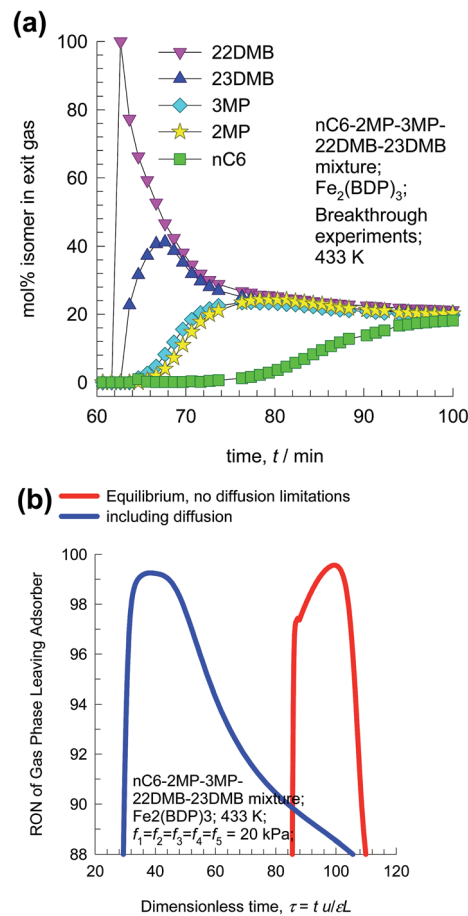 (a)
100
80
60
40
20
0
mol% isomer in exit gas
22DMB
23DMB
3MP
2MP
nC6
nC6-2MP-3MP-
22DMB-23DMB
mixture;
Fe2(BDP)3;
Breakthrough
experiments;
433 K
60 70 80 90 100
time, t / min
(b)
Equilibrium, no diffusion limitations
including diffusion
100
98
96
94
92
90
88
RON of Gas Phase Leaving Adsorber
nC6-2MP-3MP-
22DMB-23DMB mixture;
Fe2(BDP)3; 433 K;
f1=f2=f3=f4=f5 = 20 kPa;
20 40 60 80 100 120
Dimensionless time, τ = t u/εL